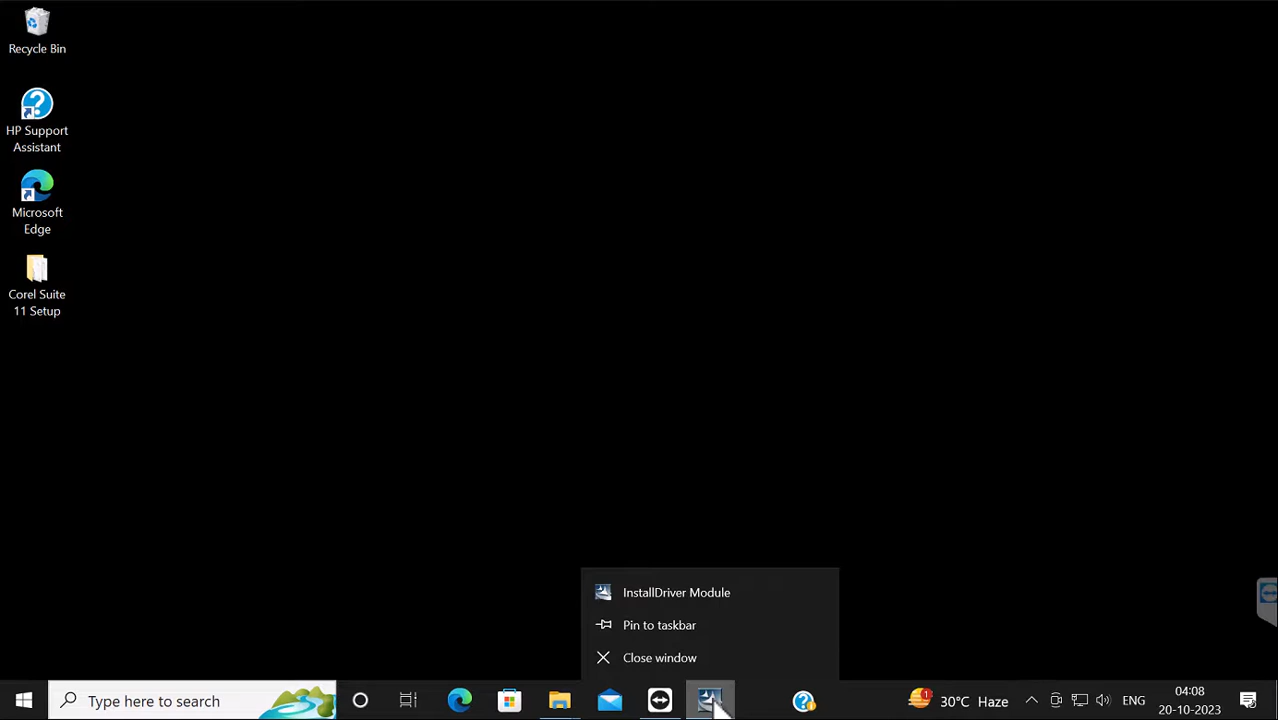 Recycle Bin
HP Support
Assistant
Microsoft
Edge
Corel Suite
11 Setup
InstallDriver Module
Pin to taskbar
Close window
Type here to search
1
30°C Haze
ENG
04:08
20-10-2023